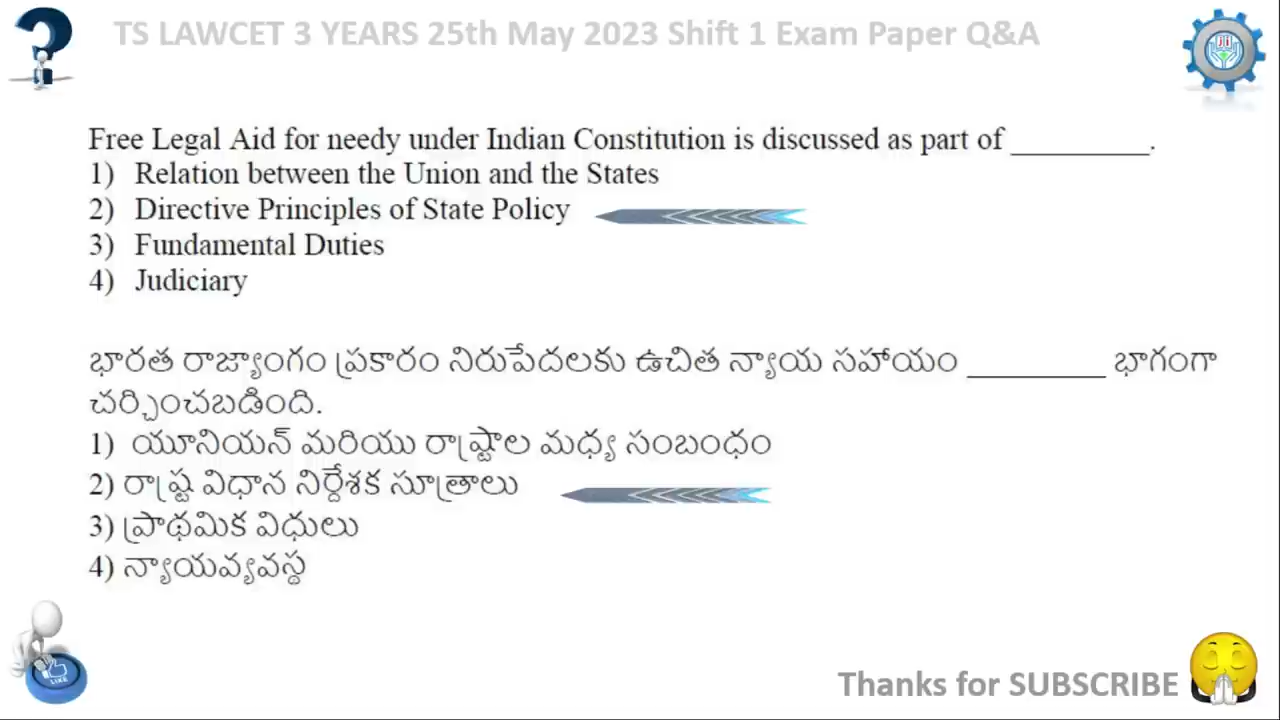 TS LAWCET 3 YEARS 25th May 2023 Shift 1 Exam Paper Q&A
Free Legal Aid for needy under Indian Constitution is discussed as part of _________.
1) Relation between the Union and the States
2) Directive Principles of State Policy
3) Fundamental Duties
4) Judiciary
భారత రాజ్యాంగం ప్రకారం నిరుపేదలకు ఉచిత న్యాయ సహాయం _________ భాగంగా
చర్చించబడింది.
1) యూనియన్ మరియు రాష్ట్రాల మధ్య సంబంధం
2) రాష్ట్ర విధాన నిర్దేశక సూత్రాలు
3) ప్రాథమిక విధులు
4) న్యాయవ్యవస్థ
LIKE
Thanks for SUBSCRIBE